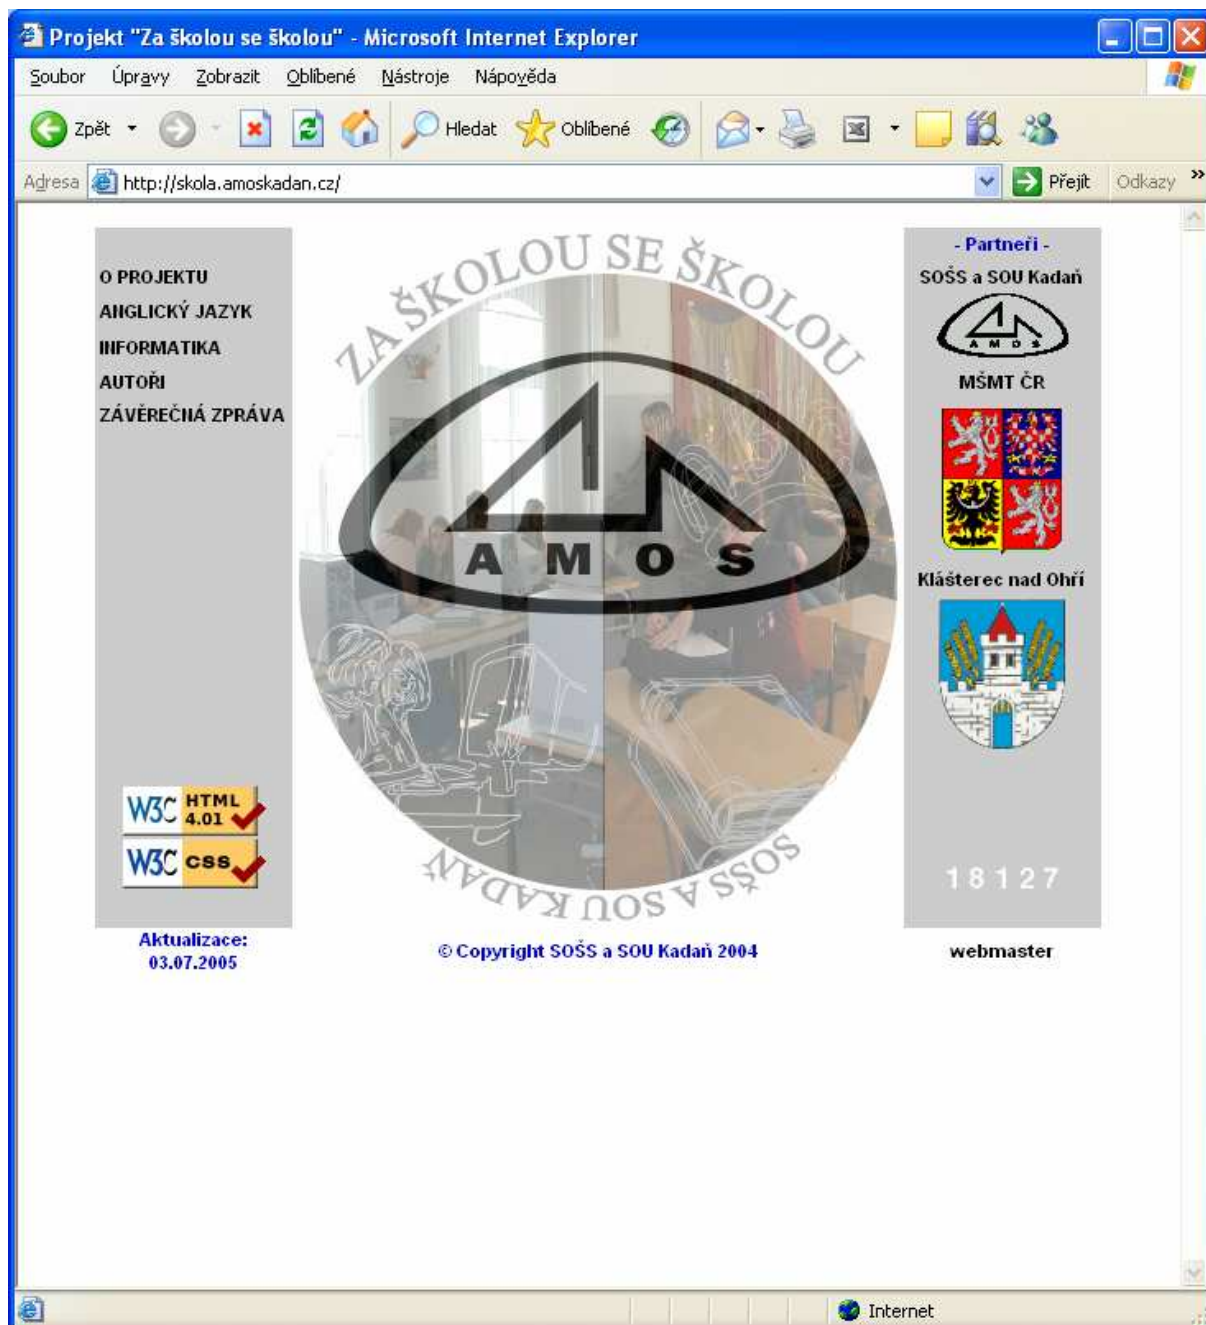 Projekt "Za školou se školou" - Microsoft Internet Explorer
Soubor Úpravy Zobrazit Oblíbené Nástroje Nápověda
Zpět Hledat Oblíbené
Adresa http://skola.amoskadan.cz/ Přejít Odkazy »
O PROJEKTU
ANGLICKÝ JAZYK
INFORMATIKA
AUTOŘI
ZÁVĚREČNÁ ZPRÁVA
W3C HTML 4.01
W3C CSS
Aktualizace:
03.07.2005
ZA ŠKOLOU SE ŠKOLOU
AMOS
SOŠS A SOU KADAŇ
© Copyright SOŠS a SOU Kadaň 2004
- Partneři -
SOŠS a SOU Kadaň
AMOS
MŠMT ČR
Klášterec nad Ohří
18127
webmaster
Internet